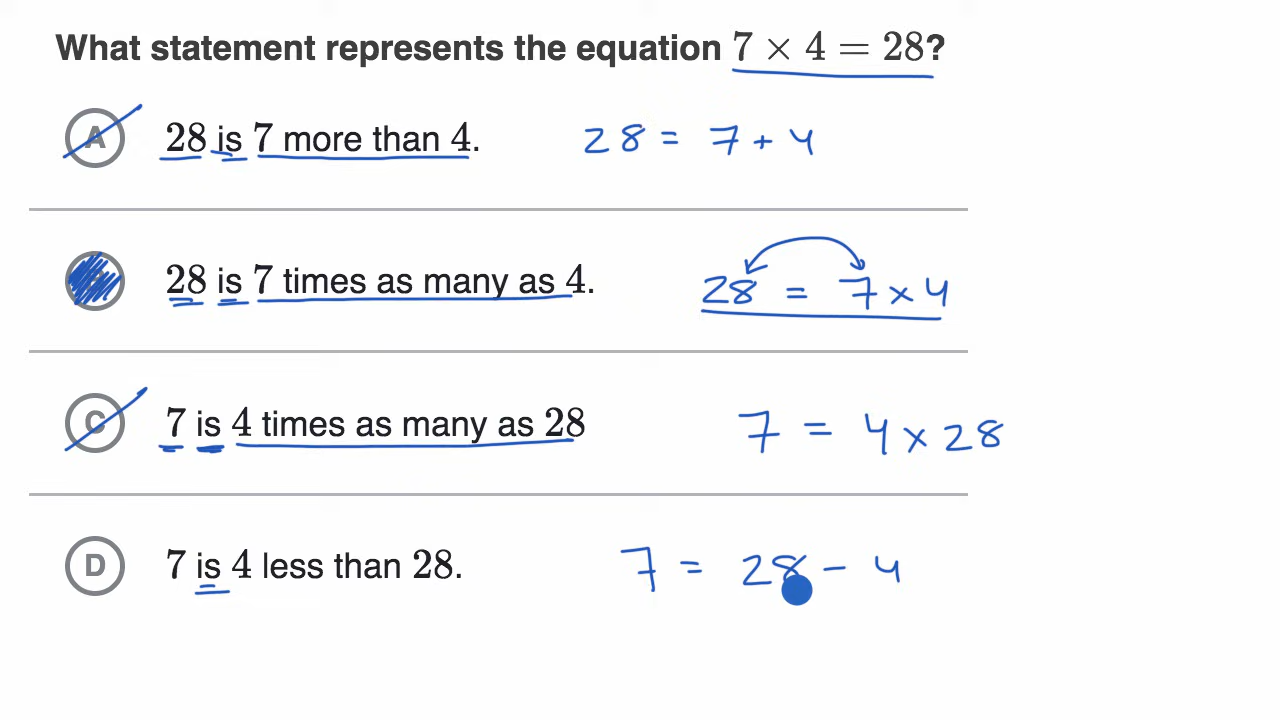 What statement represents the equation 7 × 4 = 28?
A 28 is 7 more than 4. 28 = 7 + 4
28 is 7 times as many as 4. 28 = 7 × 4
C 7 is 4 times as many as 28 7 = 4 × 28
D 7 is 4 less than 28. 7 = 28 - 4